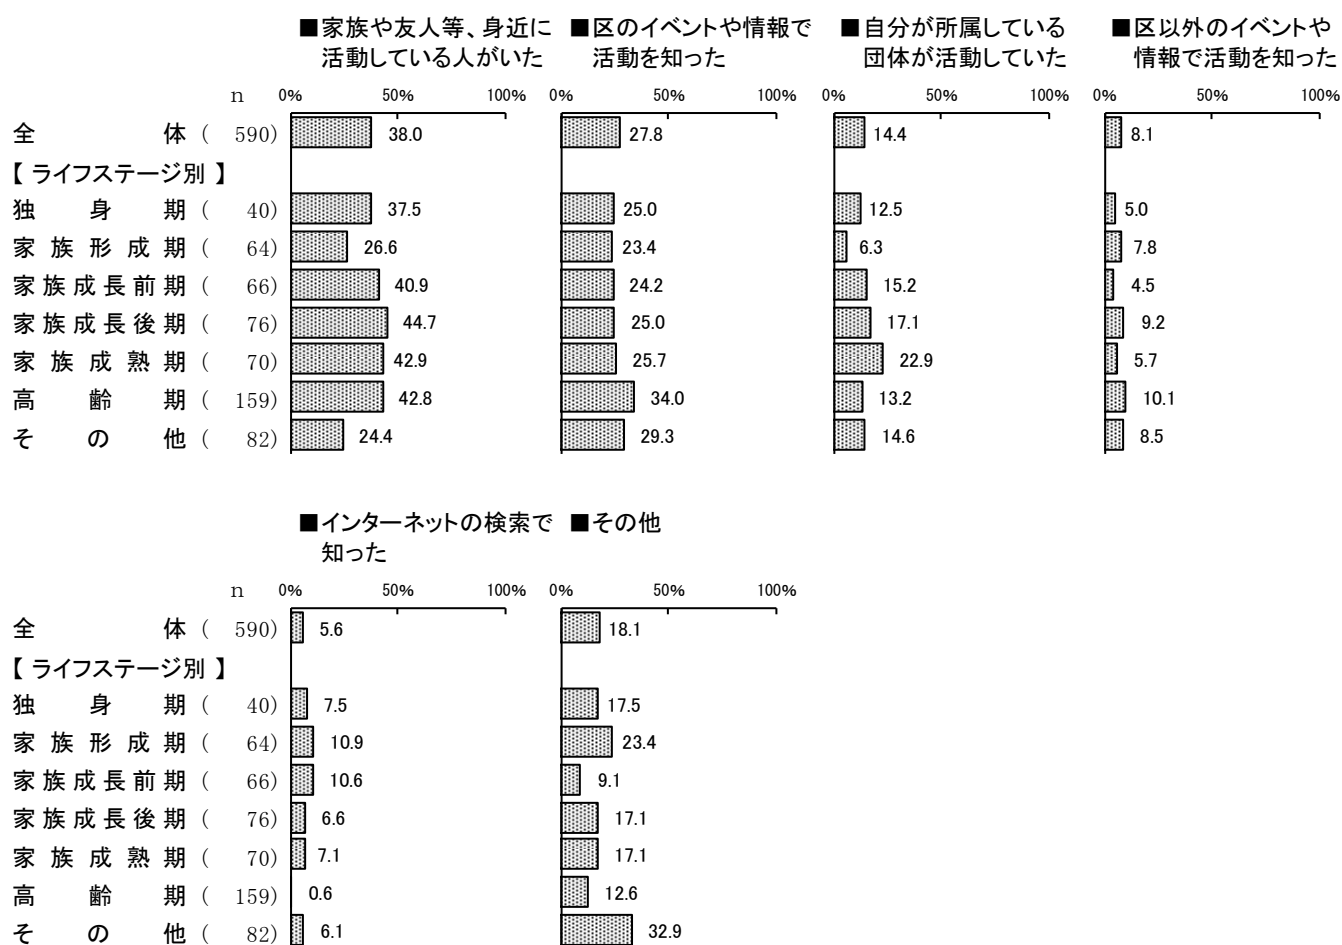 ■家族や友人等、身近に活動している人がいた ■区のイベントや情報で活動を知った ■自分が所属している団体が活動していた ■区以外のイベントや情報で活動を知った
n 0% 50% 100% 0% 50% 100% 0% 50% 100% 0% 50% 100%
全体( 590) 38.0 27.8 14.4 8.1
【ライフステージ別】
独身期( 40) 37.5 25.0 12.5 5.0
家族形成期( 64) 26.6 23.4 6.3 7.8
家族成長前期( 66) 40.9 24.2 15.2 4.5
家族成長後期( 76) 44.7 25.0 17.1 9.2
家族成熟期( 70) 42.9 25.7 22.9 5.7
高齢期( 159) 42.8 34.0 13.2 10.1
その他( 82) 24.4 29.3 14.6 8.5
■インターネットの検索で知った ■その他
n 0% 50% 100% 0% 50% 100%
全体( 590) 5.6 18.1
【ライフステージ別】
独身期( 40) 7.5 17.5
家族形成期( 64) 10.9 23.4
家族成長前期( 66) 10.6 9.1
家族成長後期( 76) 6.6 17.1
家族成熟期( 70) 7.1 17.1
高齢期( 159) 0.6 12.6
その他( 82) 6.1 32.9